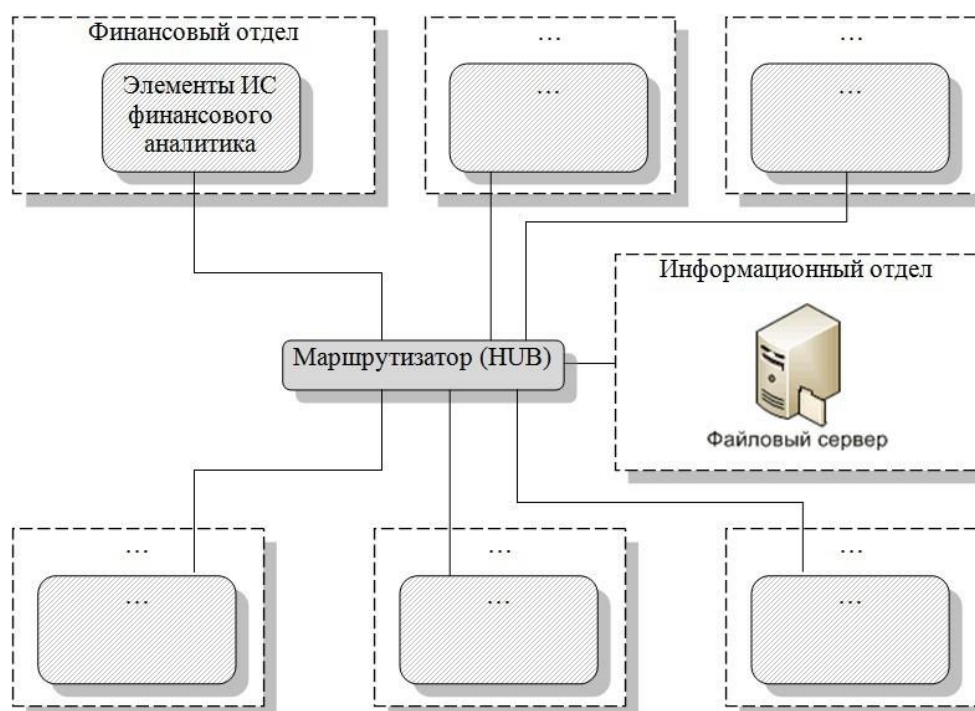 Финансовый отдел
Элементы ИС
финансового
аналитика
...
...
...
...
Информационный отдел
Маршрутизатор (HUB)
Файловый сервер
...
...
...
...
...
...